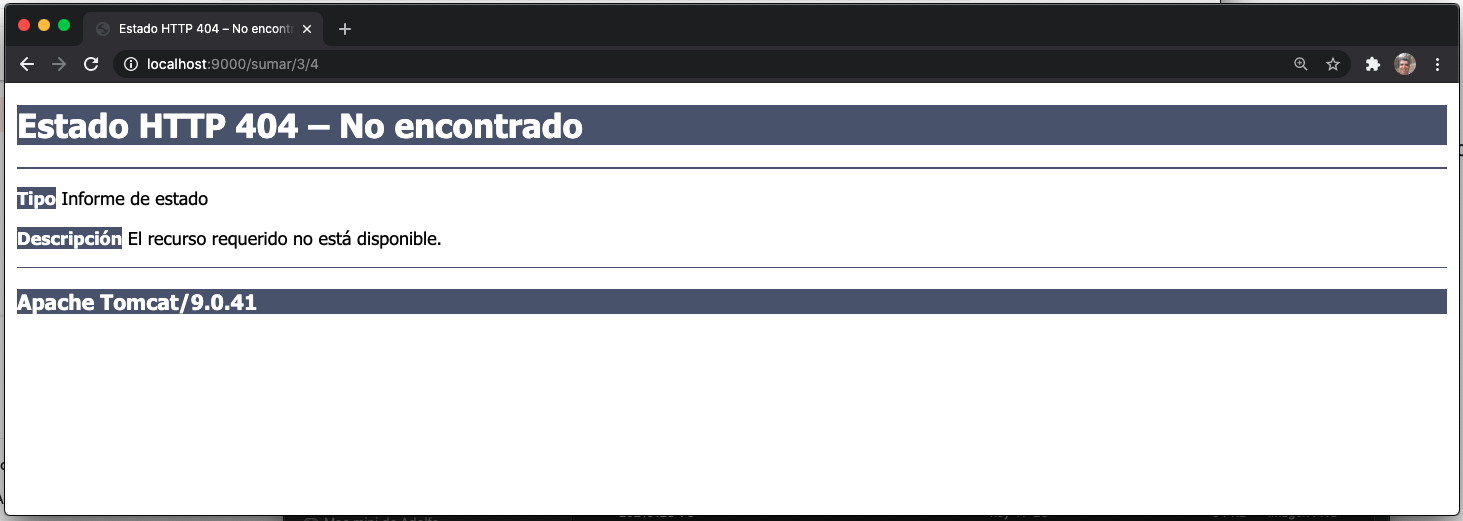 Estado HTTP 404 – No encont
localhost:9000/sumar/3/4
Estado HTTP 404 – No encontrado
Tipo Informe de estado
Descripción El recurso requerido no está disponible.
Apache Tomcat/9.0.41